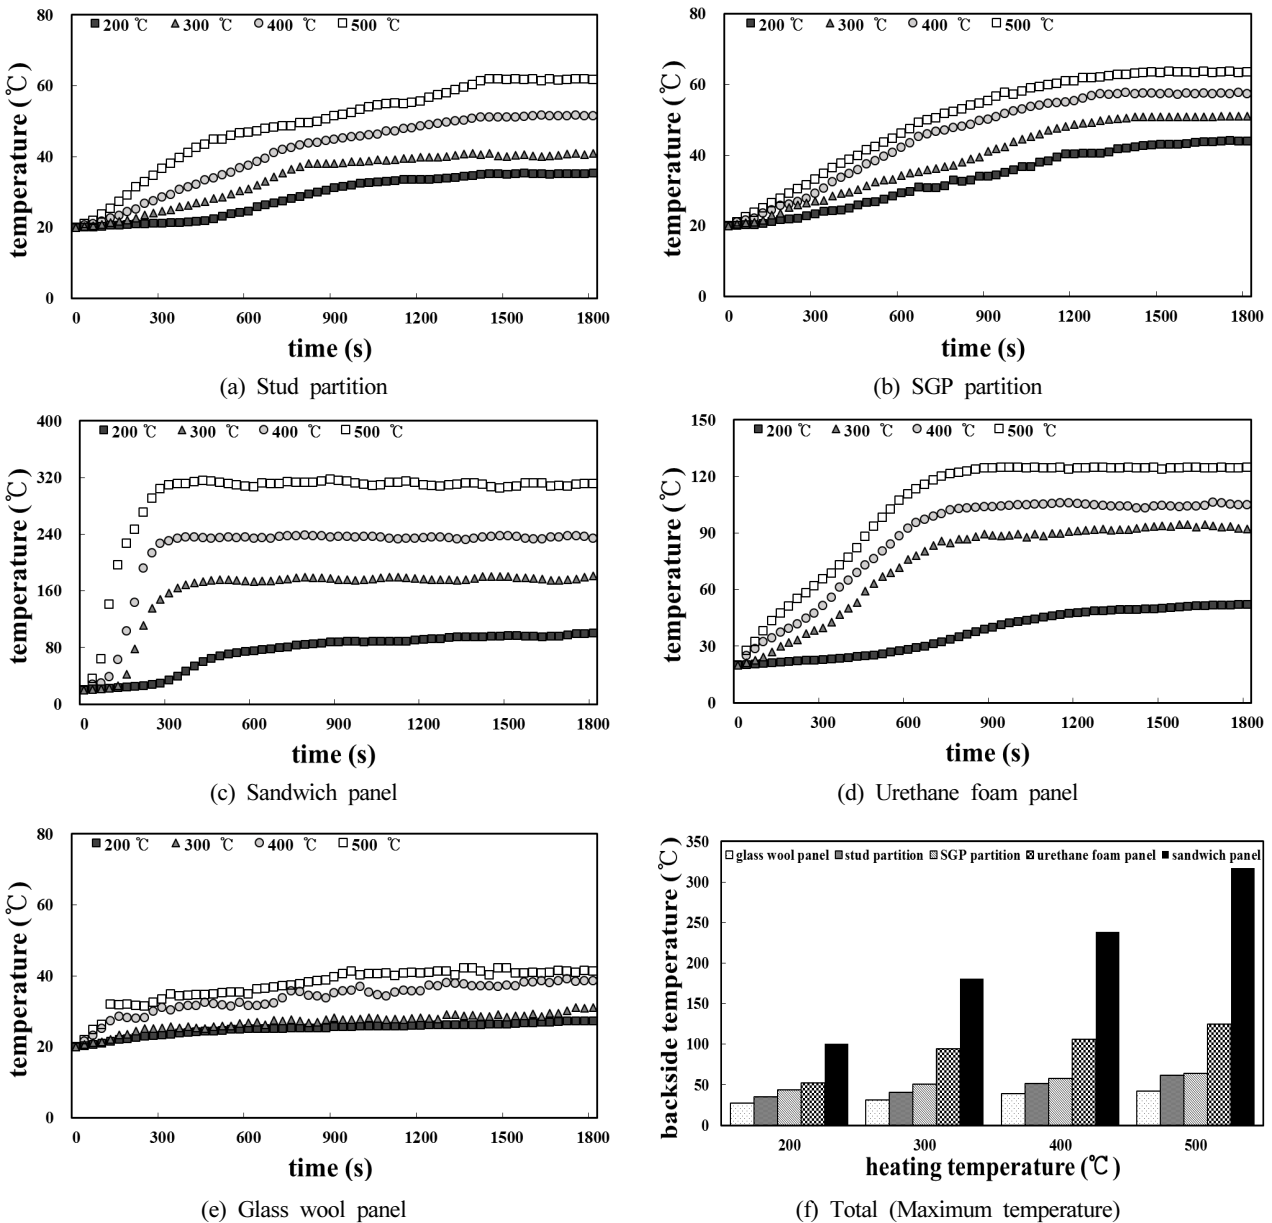 80
60
40
20
0
temperature (℃)
200 ℃ 300 ℃ 400 ℃ 500 ℃
0 300 600 900 1200 1500 1800
time (s)
(a) Stud partition
80
60
40
20
0
temperature (℃)
200 ℃ 300 ℃ 400 ℃ 500 ℃
0 300 600 900 1200 1500 1800
time (s)
(b) SGP partition
400
320
240
160
80
0
temperature (℃)
200 ℃ 300 ℃ 400 ℃ 500 ℃
0 300 600 900 1200 1500 1800
time (s)
(c) Sandwich panel
150
120
90
60
30
0
temperature (℃)
200 ℃ 300 ℃ 400 ℃ 500 ℃
0 300 600 900 1200 1500 1800
time (s)
(d) Urethane foam panel
80
60
40
20
0
temperature (℃)
200 ℃ 300 ℃ 400 ℃ 500 ℃
0 300 600 900 1200 1500 1800
time (s)
(e) Glass wool panel
350
300
250
200
150
100
50
0
backside temperature (℃)
glass wool panel stud partition SGP partition urethane foam panel sandwich panel
200 300 400 500
heating temperature (℃)
(f) Total (Maximum temperature)